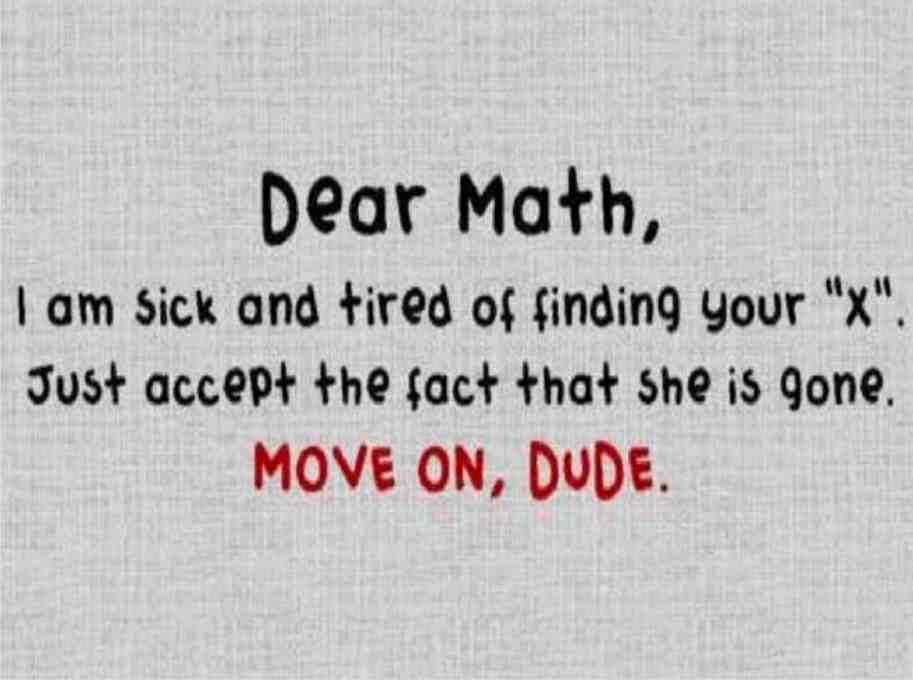 Dear Math,
I am sick and tired of finding your "X".
Just accept the fact that she is gone.
MOVE ON, DUDE.